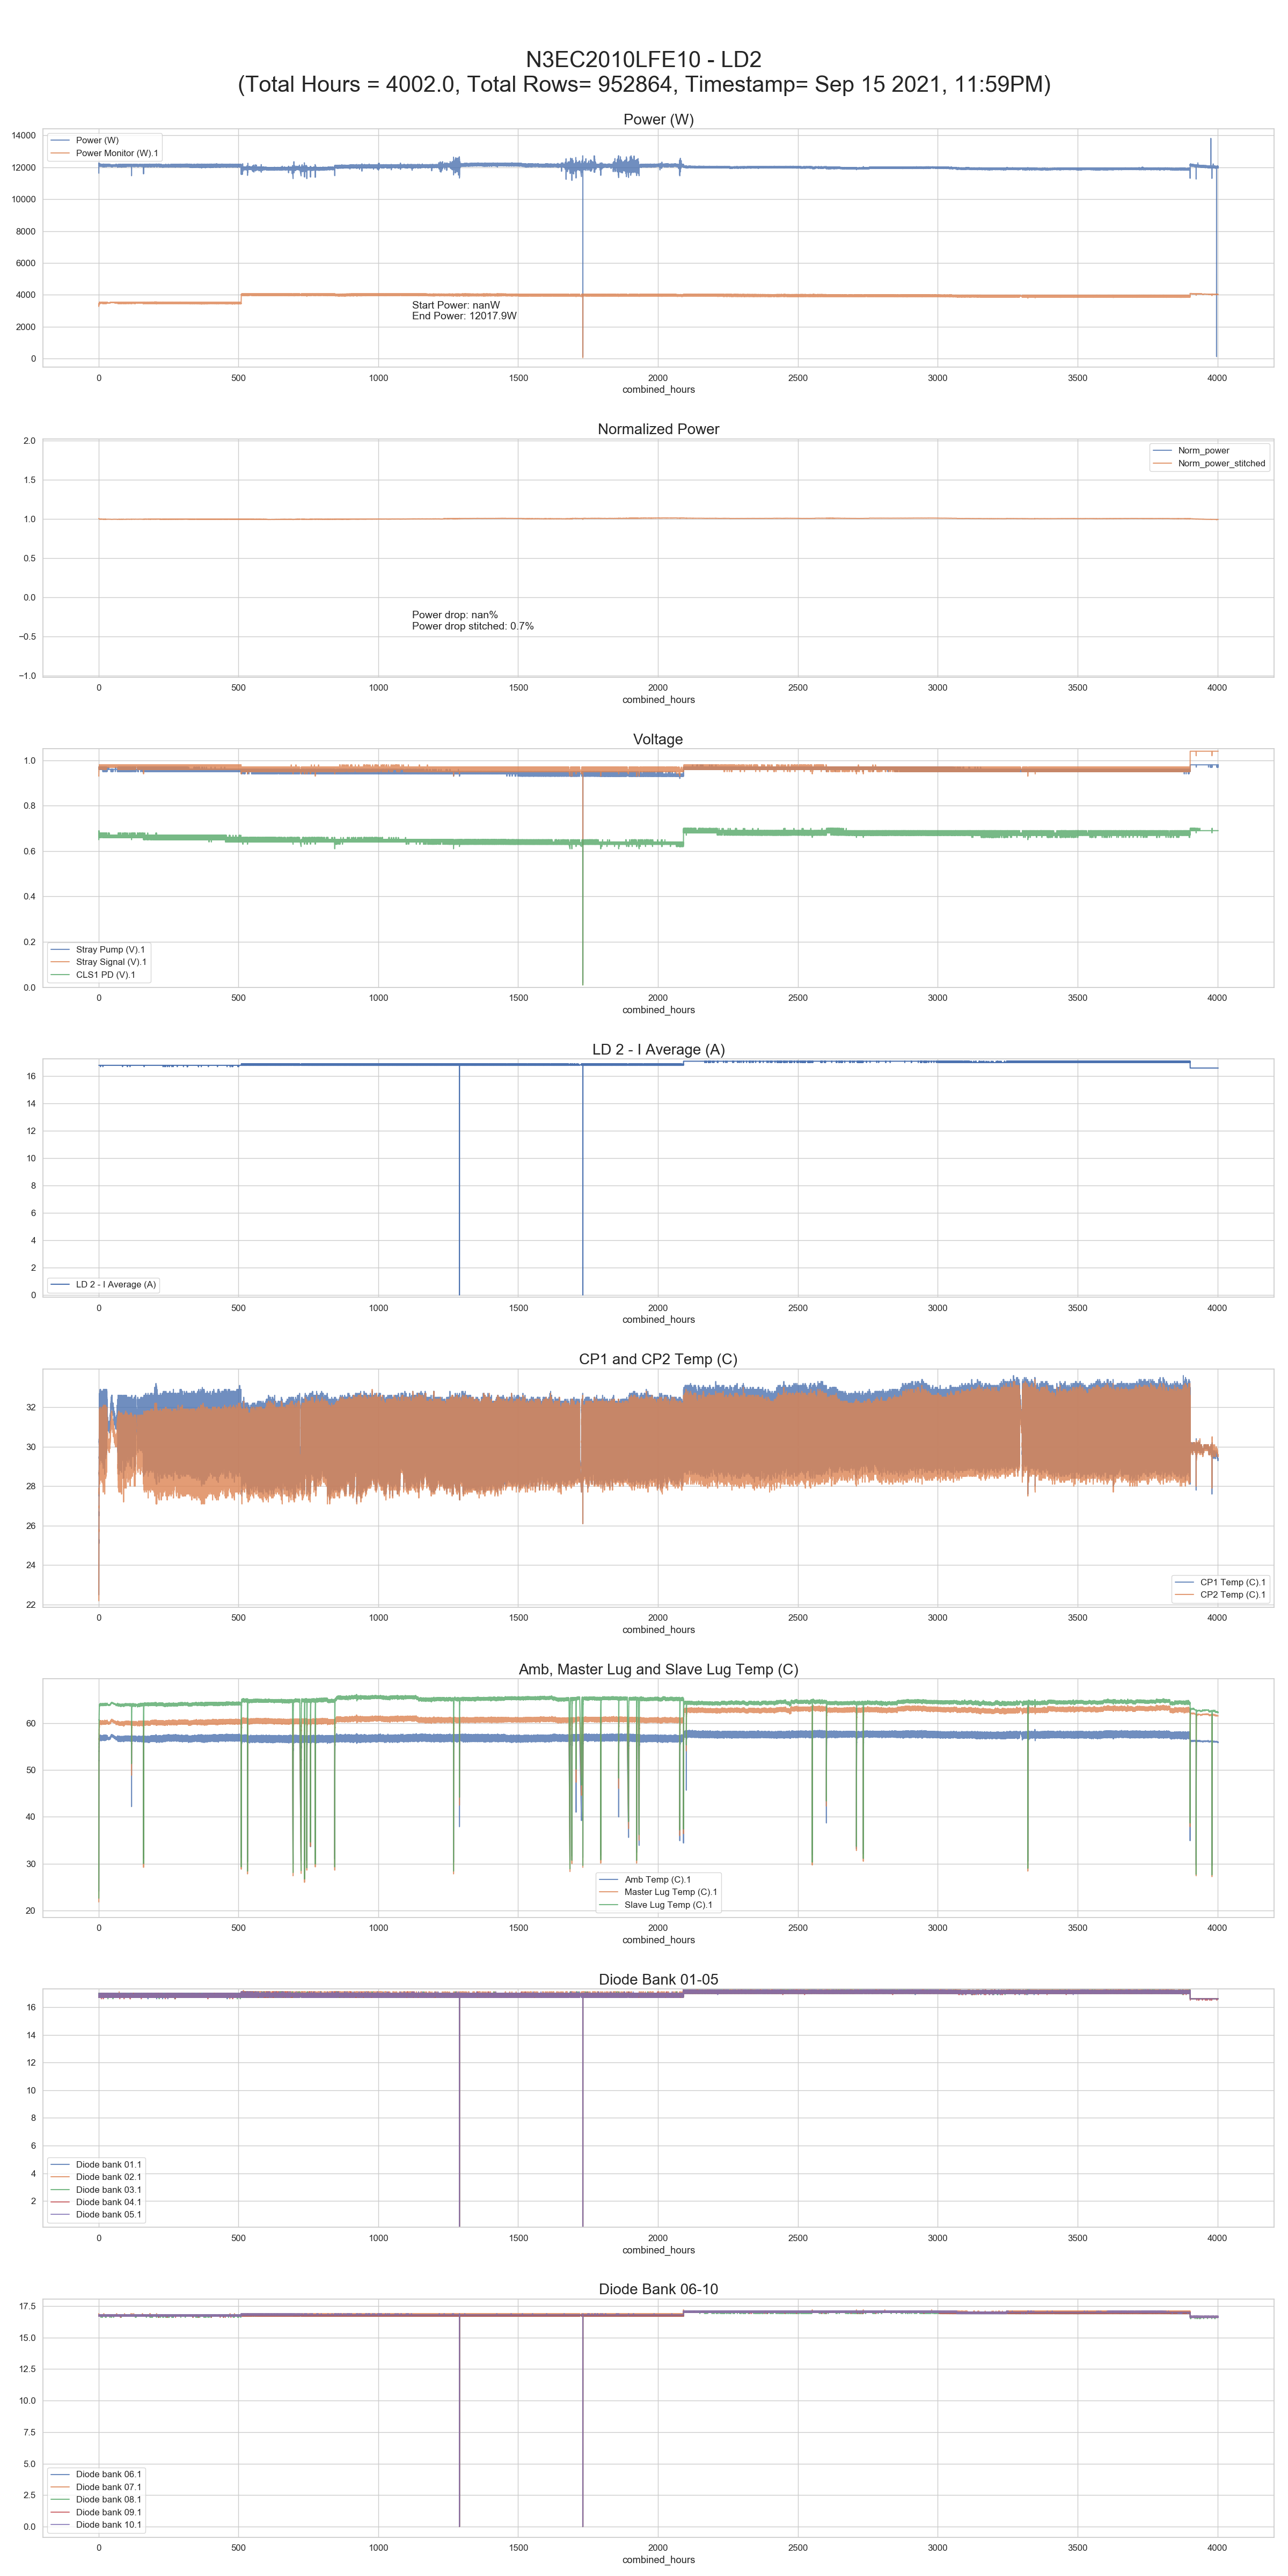 N3EC2010LFE10 - LD2
(Total Hours = 4002.0, Total Rows= 952864, Timestamp= Sep 15 2021, 11:59PM)
Power (W)
Power (W)
Power Monitor (W).1
14000
12000
10000
8000
6000
4000
2000
0
Start Power: nanW
End Power: 12017.9W
0 500 1000 1500 2000 2500 3000 3500 4000
combined_hours
Normalized Power
Norm_power
Norm_power_stitched
2.0
1.5
1.0
0.5
0.0
−0.5
−1.0
Power drop: nan%
Power drop stitched: 0.7%
0 500 1000 1500 2000 2500 3000 3500 4000
combined_hours
Voltage
1.0
0.8
0.6
0.4
0.2
0.0
Stray Pump (V).1
Stray Signal (V).1
CLS1 PD (V).1
0 500 1000 1500 2000 2500 3000 3500 4000
combined_hours
LD 2 - I Average (A)
16
14
12
10
8
6
4
2
0
LD 2 - I Average (A)
0 500 1000 1500 2000 2500 3000 3500 4000
combined_hours
CP1 and CP2 Temp (C)
32
30
28
26
24
22
CP1 Temp (C).1
CP2 Temp (C).1
0 500 1000 1500 2000 2500 3000 3500 4000
combined_hours
Amb, Master Lug and Slave Lug Temp (C)
60
50
40
30
20
Amb Temp (C).1
Master Lug Temp (C).1
Slave Lug Temp (C).1
0 500 1000 1500 2000 2500 3000 3500 4000
combined_hours
Diode Bank 01-05
16
14
12
10
8
6
4
2
Diode bank 01.1
Diode bank 02.1
Diode bank 03.1
Diode bank 04.1
Diode bank 05.1
0 500 1000 1500 2000 2500 3000 3500 4000
combined_hours
Diode Bank 06-10
17.5
15.0
12.5
10.0
7.5
5.0
2.5
0.0
Diode bank 06.1
Diode bank 07.1
Diode bank 08.1
Diode bank 09.1
Diode bank 10.1
0 500 1000 1500 2000 2500 3000 3500 4000
combined_hours